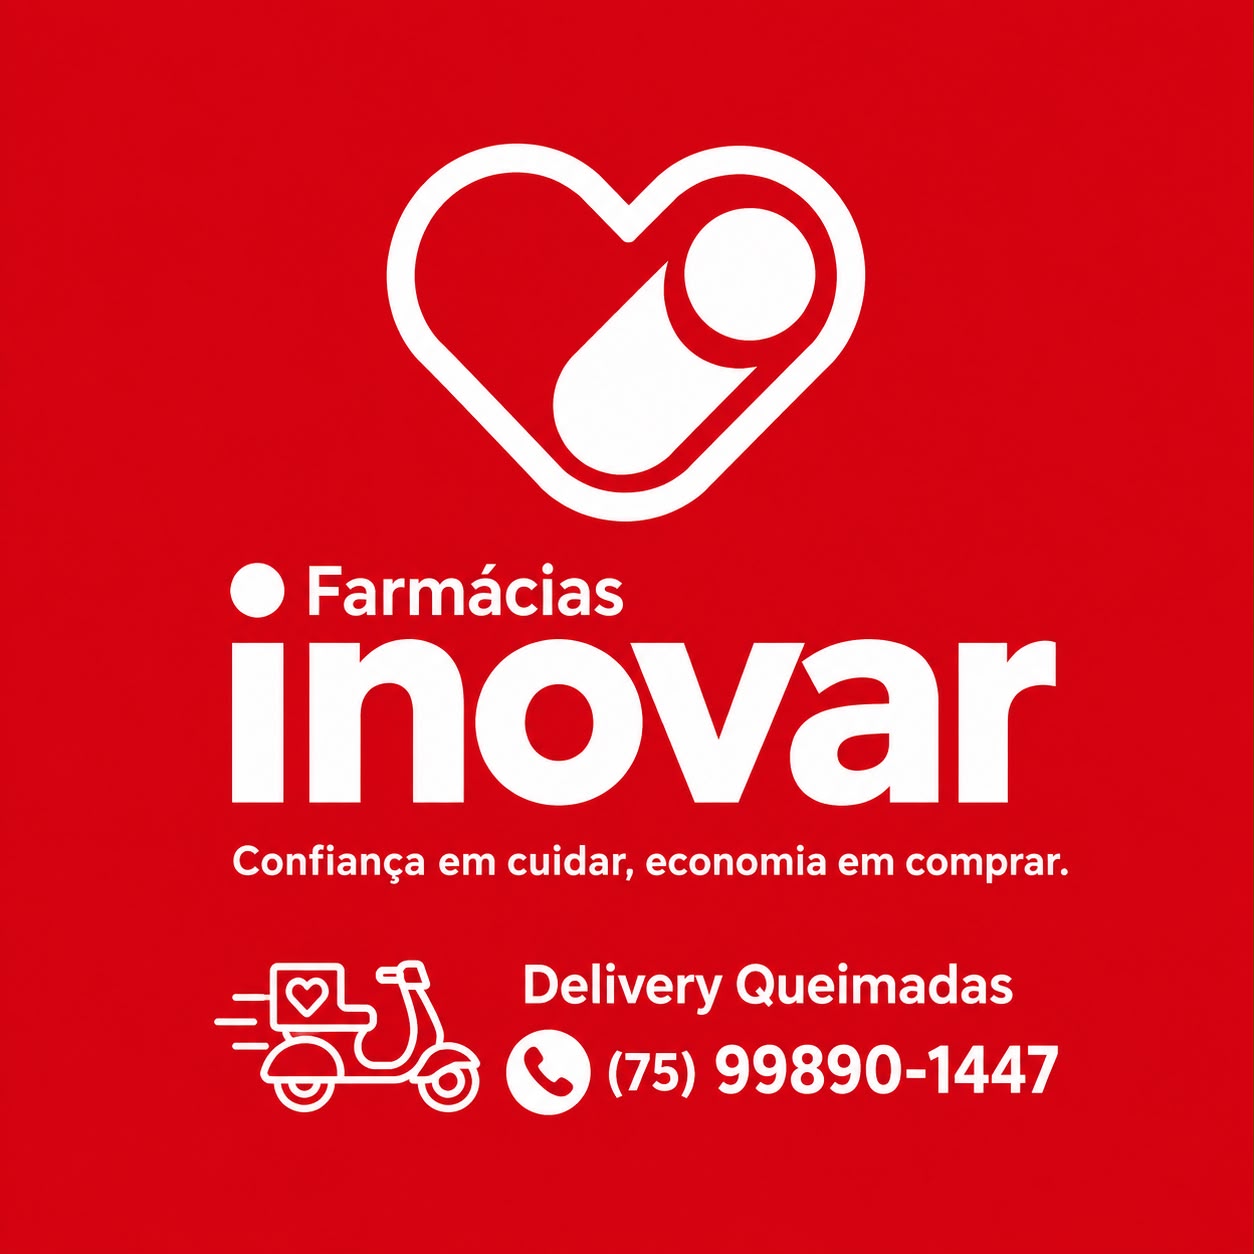 Farmácias
inovar
Confiança em cuidar, economia em comprar.
Delivery Queimadas
(75) 99890-1447